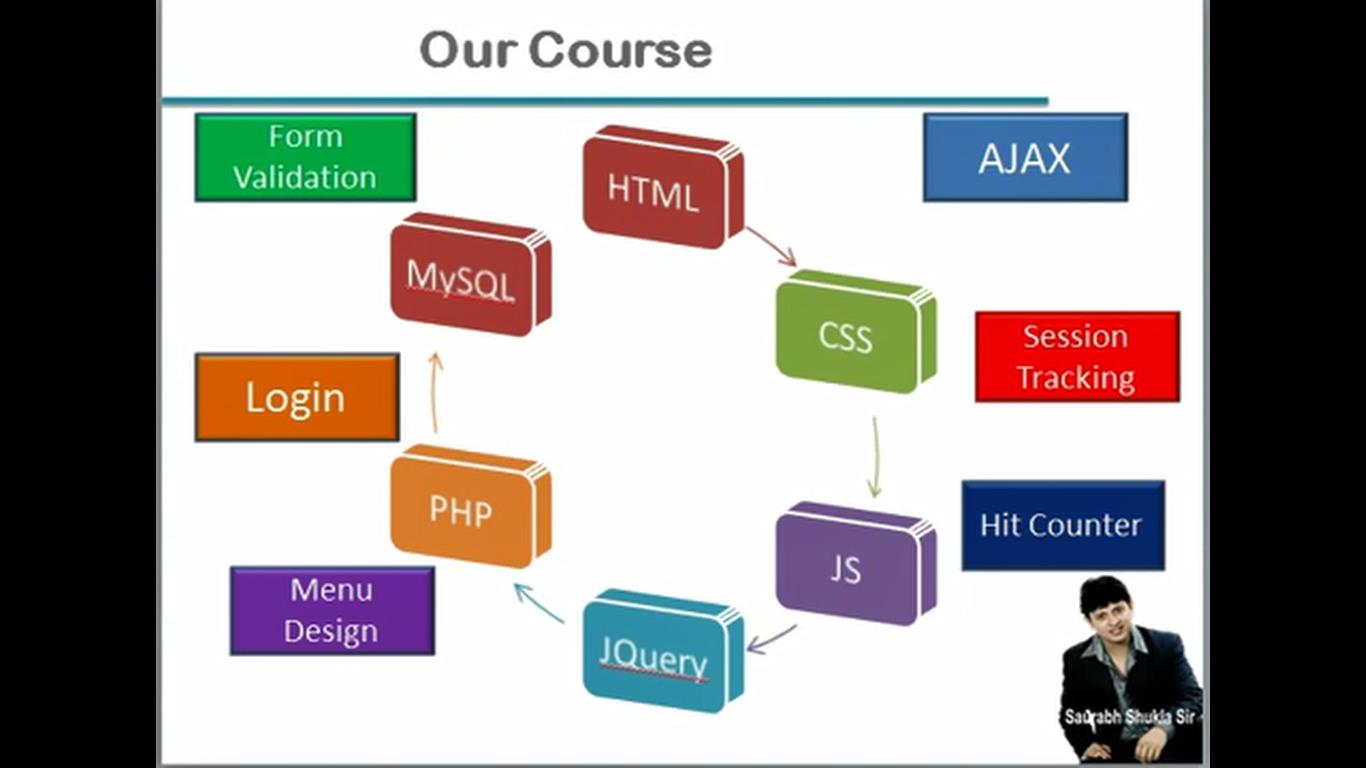 Our Course
Form
Validation
HTML
AJAX
MySQL
CSS
Session
Tracking
Login
PHP
JS
Hit Counter
Menu
Design
JQuery
Saurabh Shukla Sir